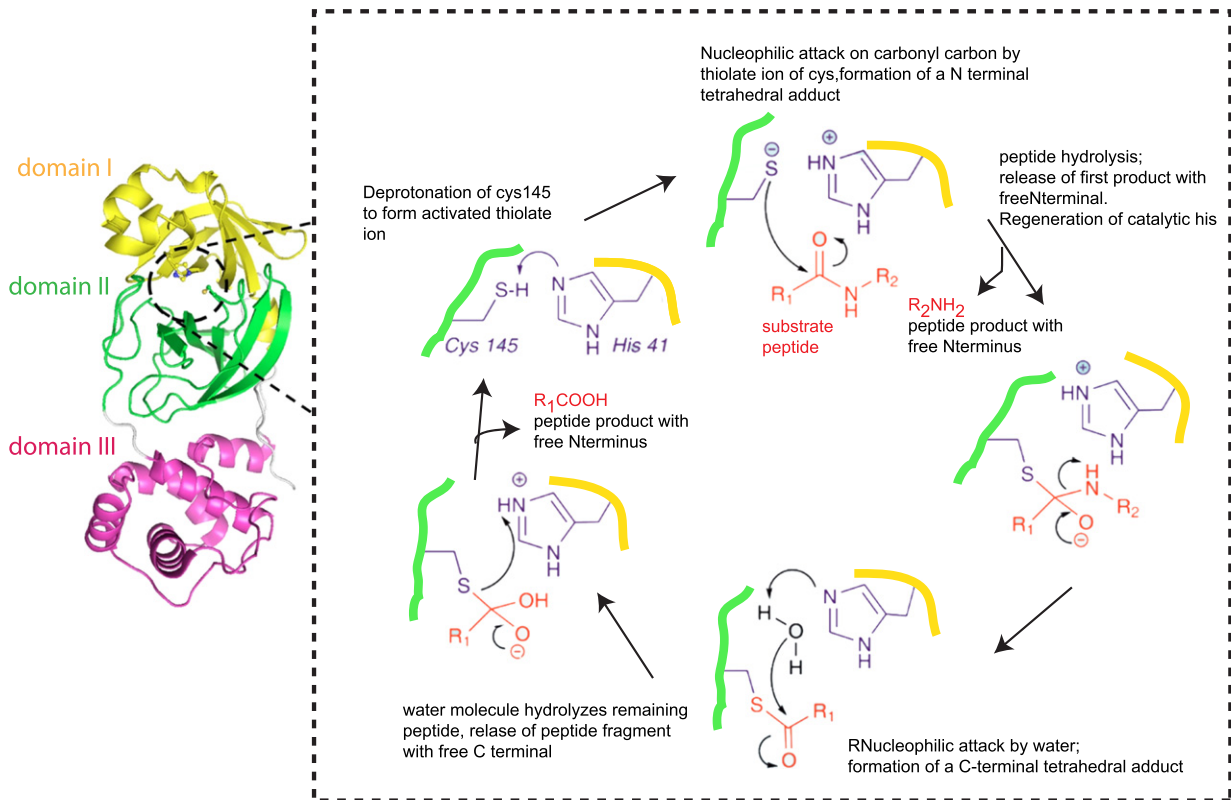 domain I
domain II
domain III
Deprotonation of cys145
to form activated thiolate
ion
S-H
N
N
H
Cys 145
His 41
Nucleophilic attack on carbonyl carbon by
thiolate ion of cys,formation of a N terminal
tetrahedral adduct
⊖
S
⊕
HN
N
H
O
R1
N
H
R2
substrate
peptide
peptide hydrolysis;
release of first product with
freeNterminal.
Regeneration of catalytic his
R2NH2
peptide product with
free Nterminus
⊕
HN
N
H
S
H
N
R1
O
⊖
R2
N
N
H
H
O
H
S
R1
O
RNucleophilic attack by water;
formation of a C-terminal tetrahedral adduct
water molecule hydrolyzes remaining
peptide, relase of peptide fragment
with free C terminal
⊕
HN
N
H
S
OH
R1
O
⊖
R1COOH
peptide product with
free Nterminus